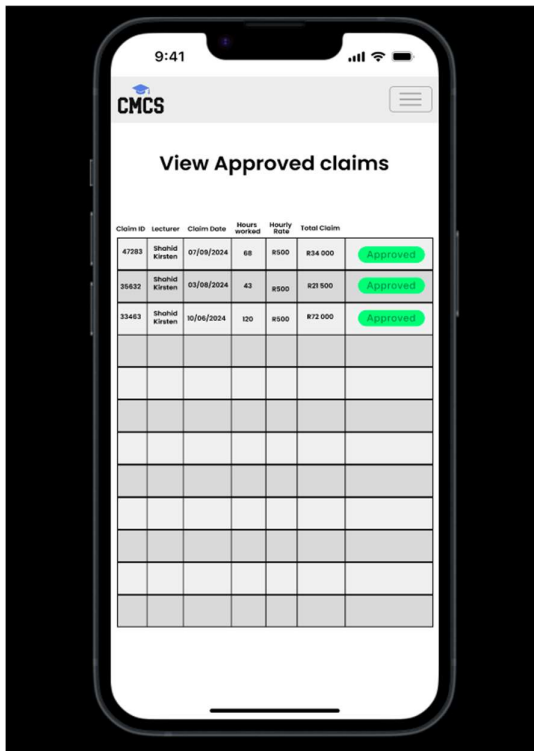 9:41
CMCS
View Approved claims
Claim ID Lecturer Claim Date Hours worked Hourly Rate Total Claim
47283 Shahid Kirsten 07/09/2024 68 R500 R34 000 Approved
35632 Shahid Kirsten 03/08/2024 43 R500 R21 500 Approved
33463 Shahid Kirsten 10/06/2024 120 R500 R72 000 Approved